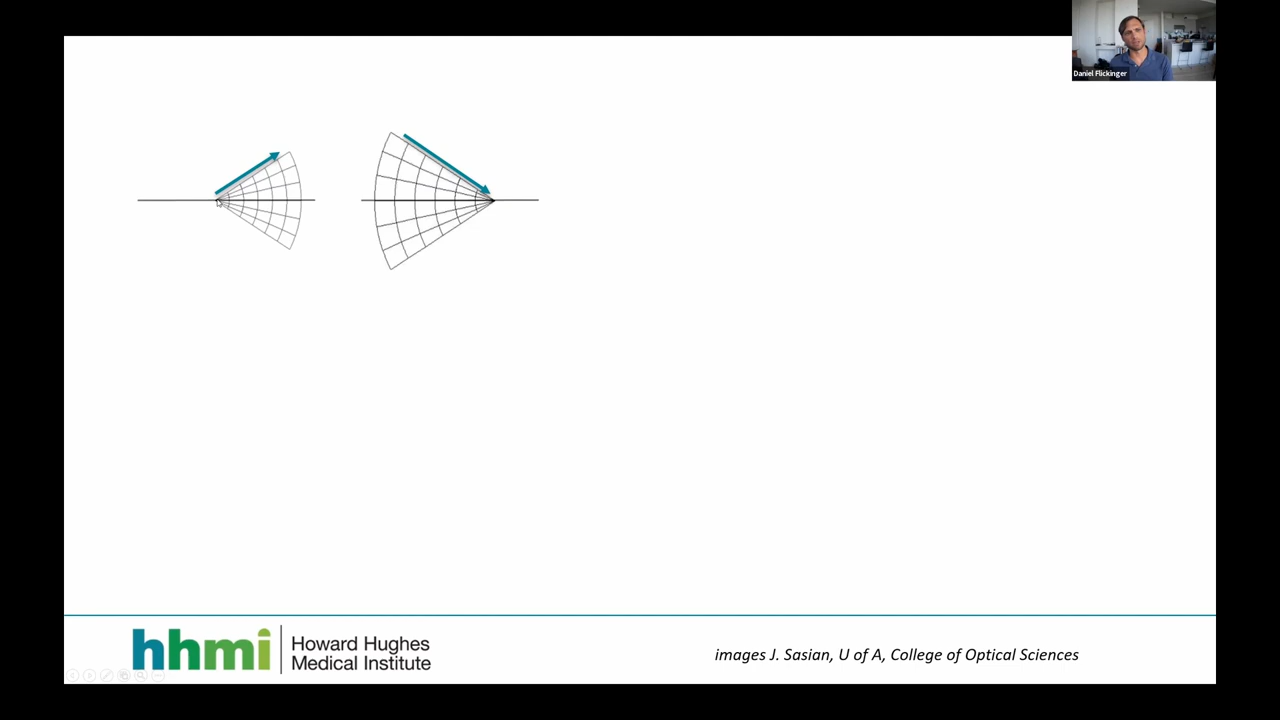 Daniel Flickinger
hhmi
Howard Hughes
Medical Institute
images J. Sasian, U of A, College of Optical Sciences